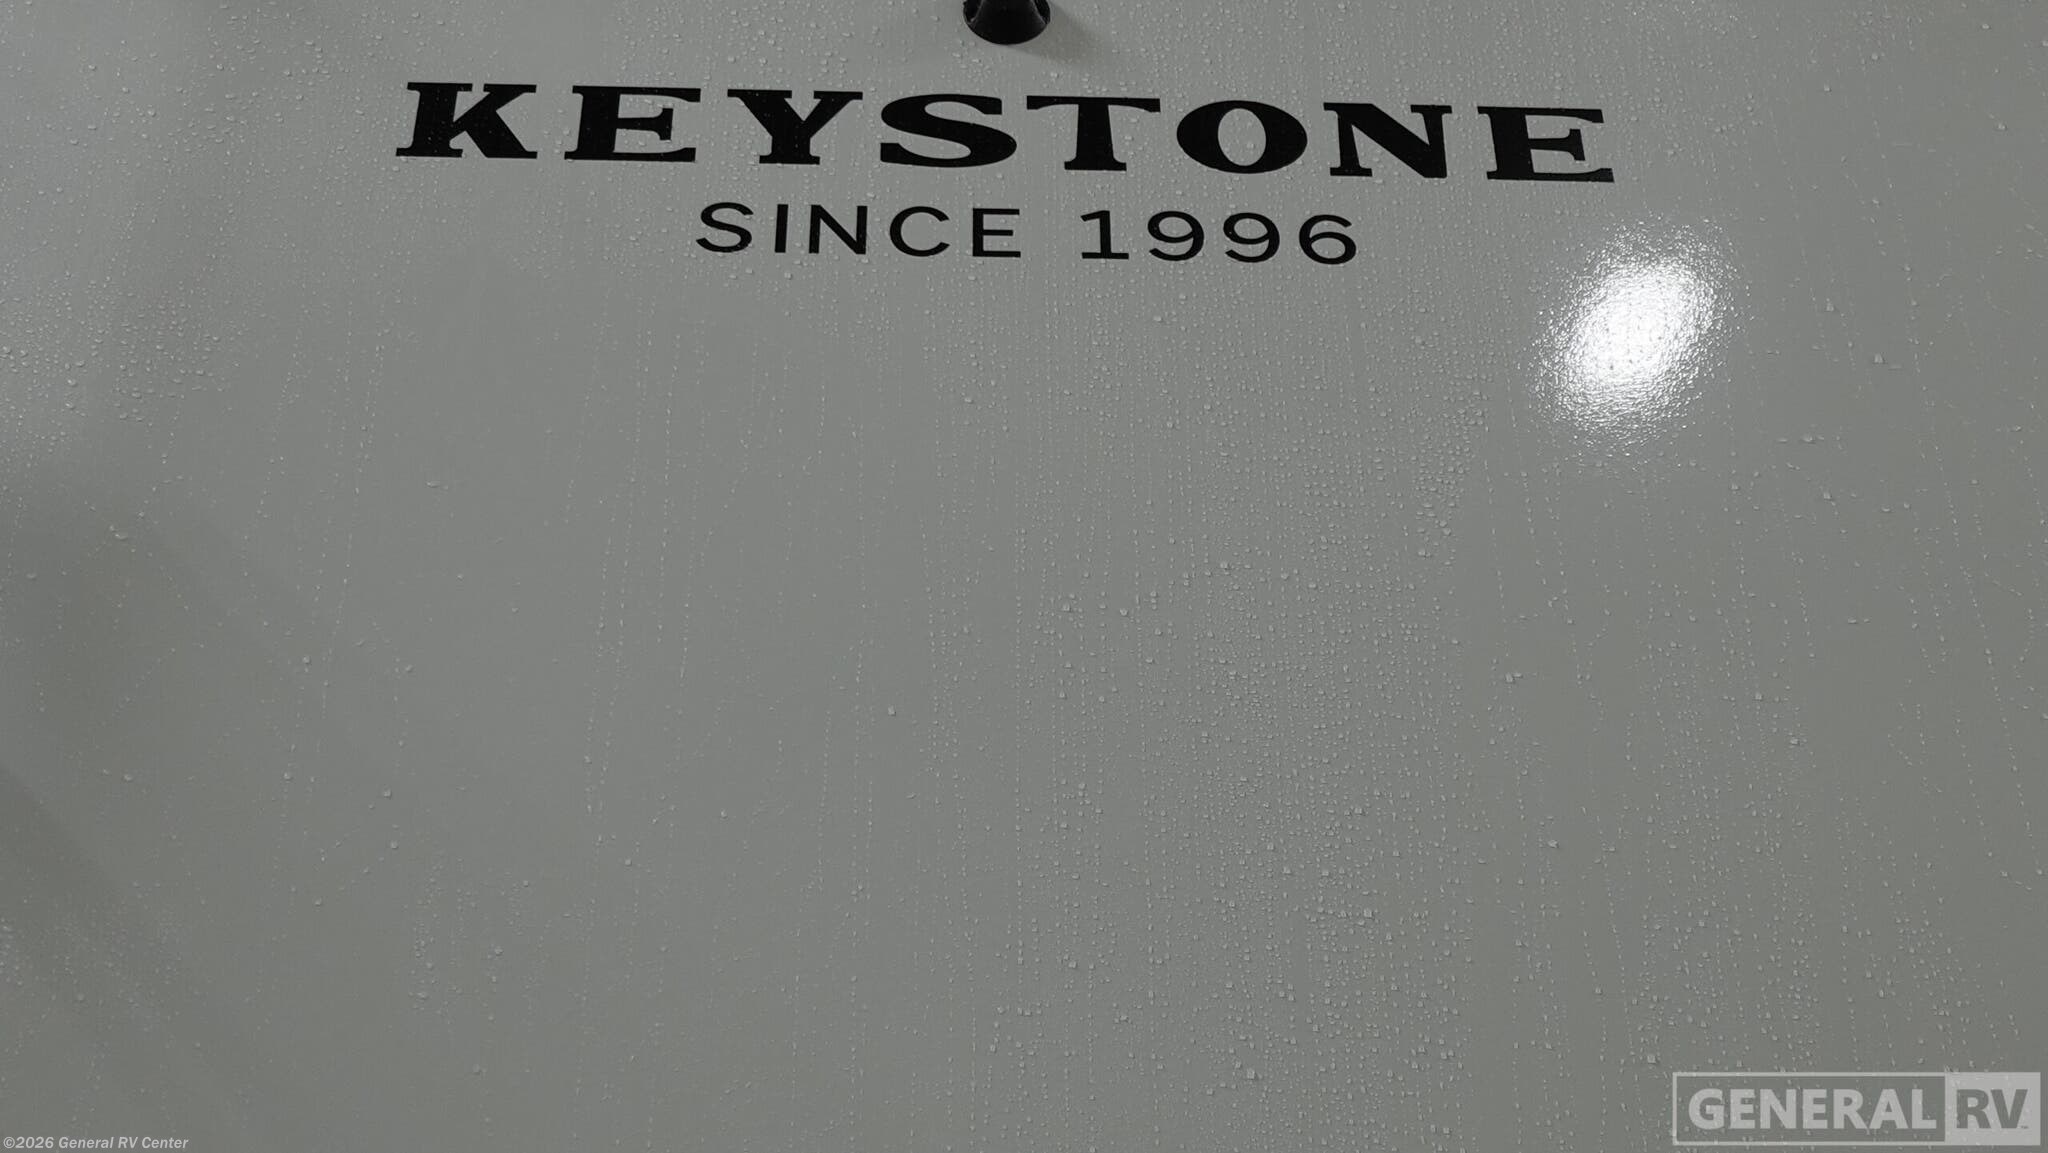 KEYSTONE
SINCE 1996
GENERAL RV
©2026 General RV Center